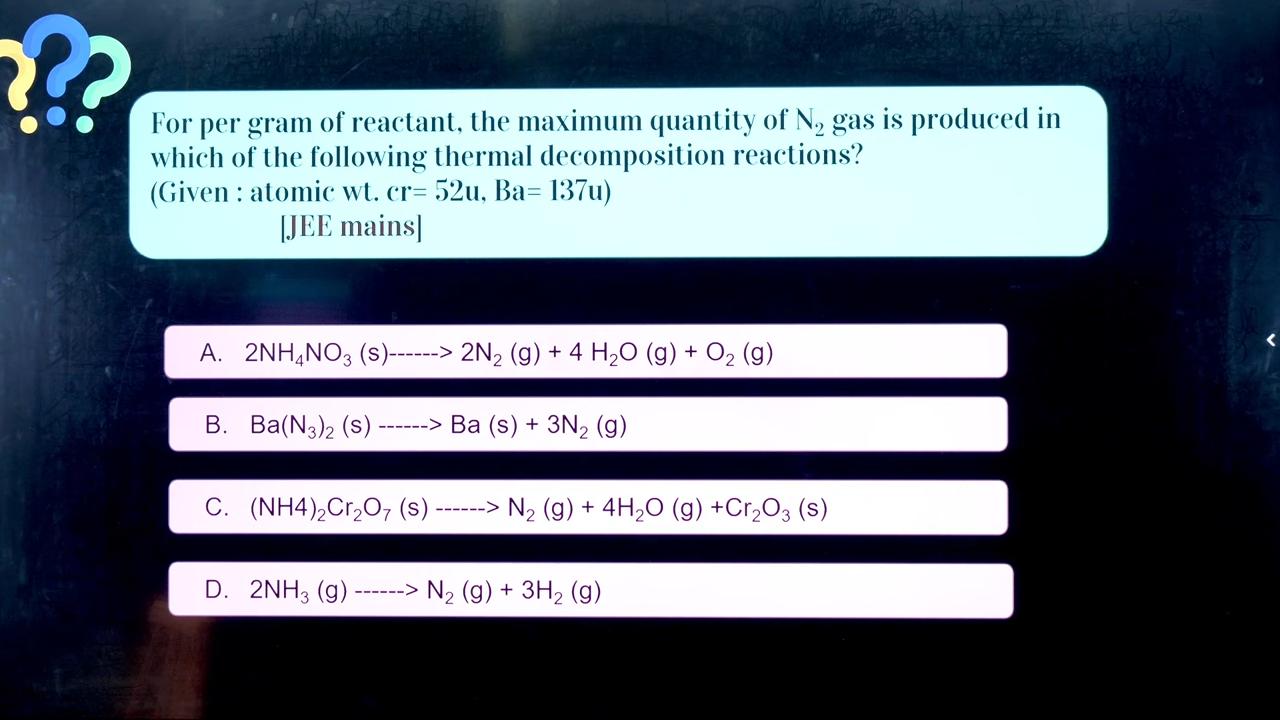 ???
For per gram of reactant, the maximum quantity of N₂ gas is produced in
which of the following thermal decomposition reactions?
(Given : atomic wt. cr= 52u, Ba= 137u)
[JEE mains]
A. 2NH₄NO₃ (s)------> 2N₂ (g) + 4 H₂O (g) + O₂ (g)
B. Ba(N₃)₂ (s) ------> Ba (s) + 3N₂ (g)
C. (NH4)₂Cr₂O₇ (s) ------> N₂ (g) + 4H₂O (g) +Cr₂O₃ (s)
D. 2NH₃ (g) ------> N₂ (g) + 3H₂ (g)